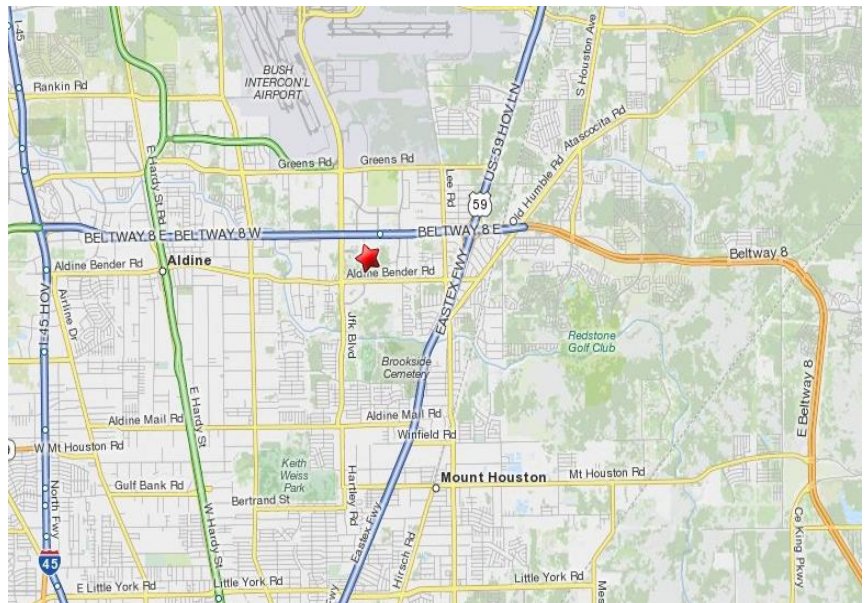 I-45
US-59 HOV LN
S Houston Ave
BUSH
INTERCON'L
AIRPORT
Rankin Rd
Atascocita Rd
E Hardy St Rd
Greens Rd
Greens Rd
Lee Rd
Old Humble Rd
59
BELTWAY 8 E
BELTWAY 8 W
BELTWAY 8 E
Beltway 8
Aldine Bender Rd
Aldine
Aldine Bender Rd
EASTEX FWY
I-45 HOV
Airline Dr
Jfk Blvd
Redstone
Golf Club
Brookside
Cemetery
E Hardy St
E Beltway 8
Aldine Mail Rd
Aldine Mail Rd
Winfield Rd
W Mt Houston Rd
Keith
Weiss
Park
Mt Houston Rd
Mount Houston
Gulf Bank Rd
Hartley Rd
Bertrand St
North Fwy
W Hardy St
Eastex Fwy
Hirsch Rd
Ce King Pkwy
45
E Little York Rd
Little York Rd
Fwy
Little York Rd